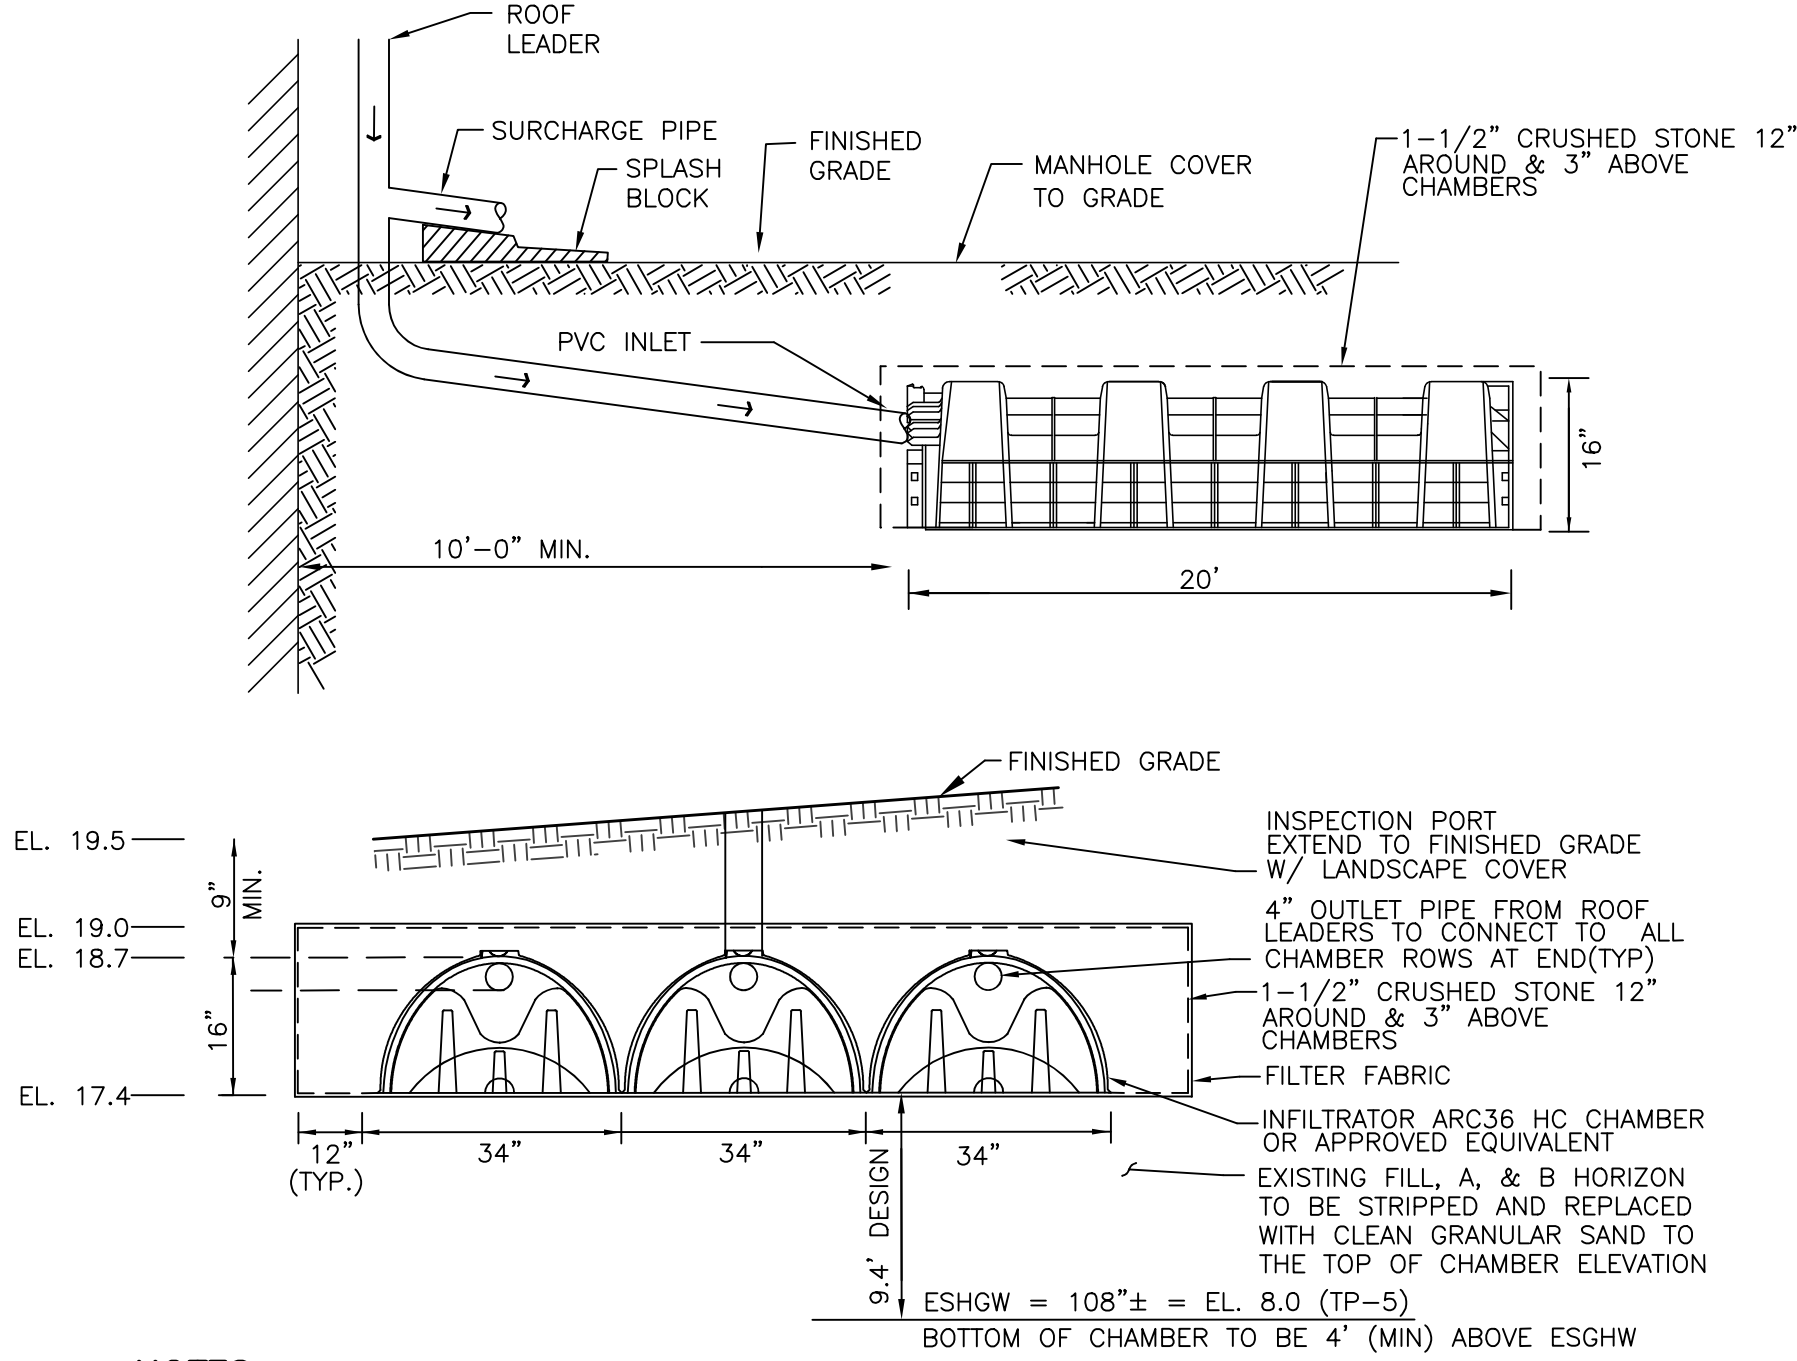 ROOF
LEADER
SURCHARGE PIPE
SPLASH
BLOCK
FINISHED
GRADE
MANHOLE COVER
TO GRADE
1-1/2" CRUSHED STONE 12"
AROUND & 3" ABOVE
CHAMBERS
PVC INLET
16"
10'-0" MIN.
20'
FINISHED GRADE
EL. 19.5
9"
MIN.
EL. 19.0
EL. 18.7
16"
EL. 17.4
INSPECTION PORT
EXTEND TO FINISHED GRADE
W/ LANDSCAPE COVER
4" OUTLET PIPE FROM ROOF
LEADERS TO CONNECT TO ALL
CHAMBER ROWS AT END(TYP)
1-1/2" CRUSHED STONE 12"
AROUND & 3" ABOVE
CHAMBERS
FILTER FABRIC
INFILTRATOR ARC36 HC CHAMBER
OR APPROVED EQUIVALENT
12"
(TYP.)
34"
34"
34"
9.4' DESIGN
EXISTING FILL, A, & B HORIZON
TO BE STRIPPED AND REPLACED
WITH CLEAN GRANULAR SAND TO
THE TOP OF CHAMBER ELEVATION
ESHGW = 108"± = EL. 8.0 (TP-5)
BOTTOM OF CHAMBER TO BE 4' (MIN) ABOVE ESGHW